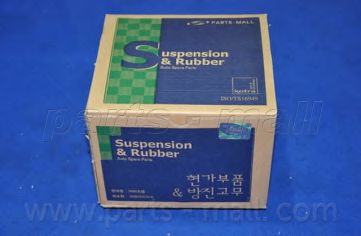 PARTS-MALL
Suspension
& Rubber
Auto Spare Parts
ISO/TS16949
Suspension
& Rubber
Auto Spare Parts
현가부품
& 방진고무
www.parts-mall.com